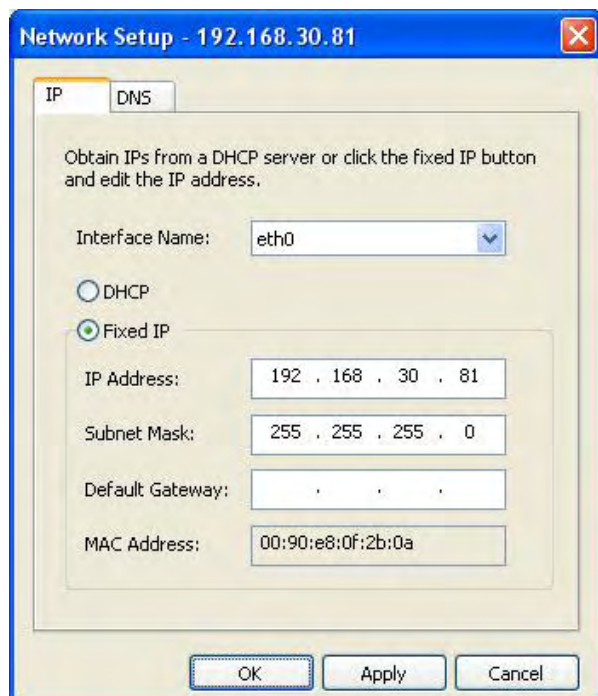 Network Setup - 192.168.30.81
IP DNS
Obtain IPs from a DHCP server or click the fixed IP button
and edit the IP address.
Interface Name: eth0
DHCP
Fixed IP
IP Address: 192 . 168 . 30 . 81
Subnet Mask: 255 . 255 . 255 . 0
Default Gateway: . . .
MAC Address: 00:90:e8:0f:2b:0a
OK Apply Cancel